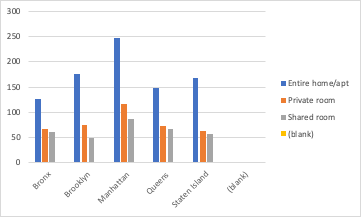 300
250
200
150
100
50
0
Bronx
Brooklyn
Manhattan
Queens
Staten Island
(blank)
Entire home/apt
Private room
Shared room
(blank)